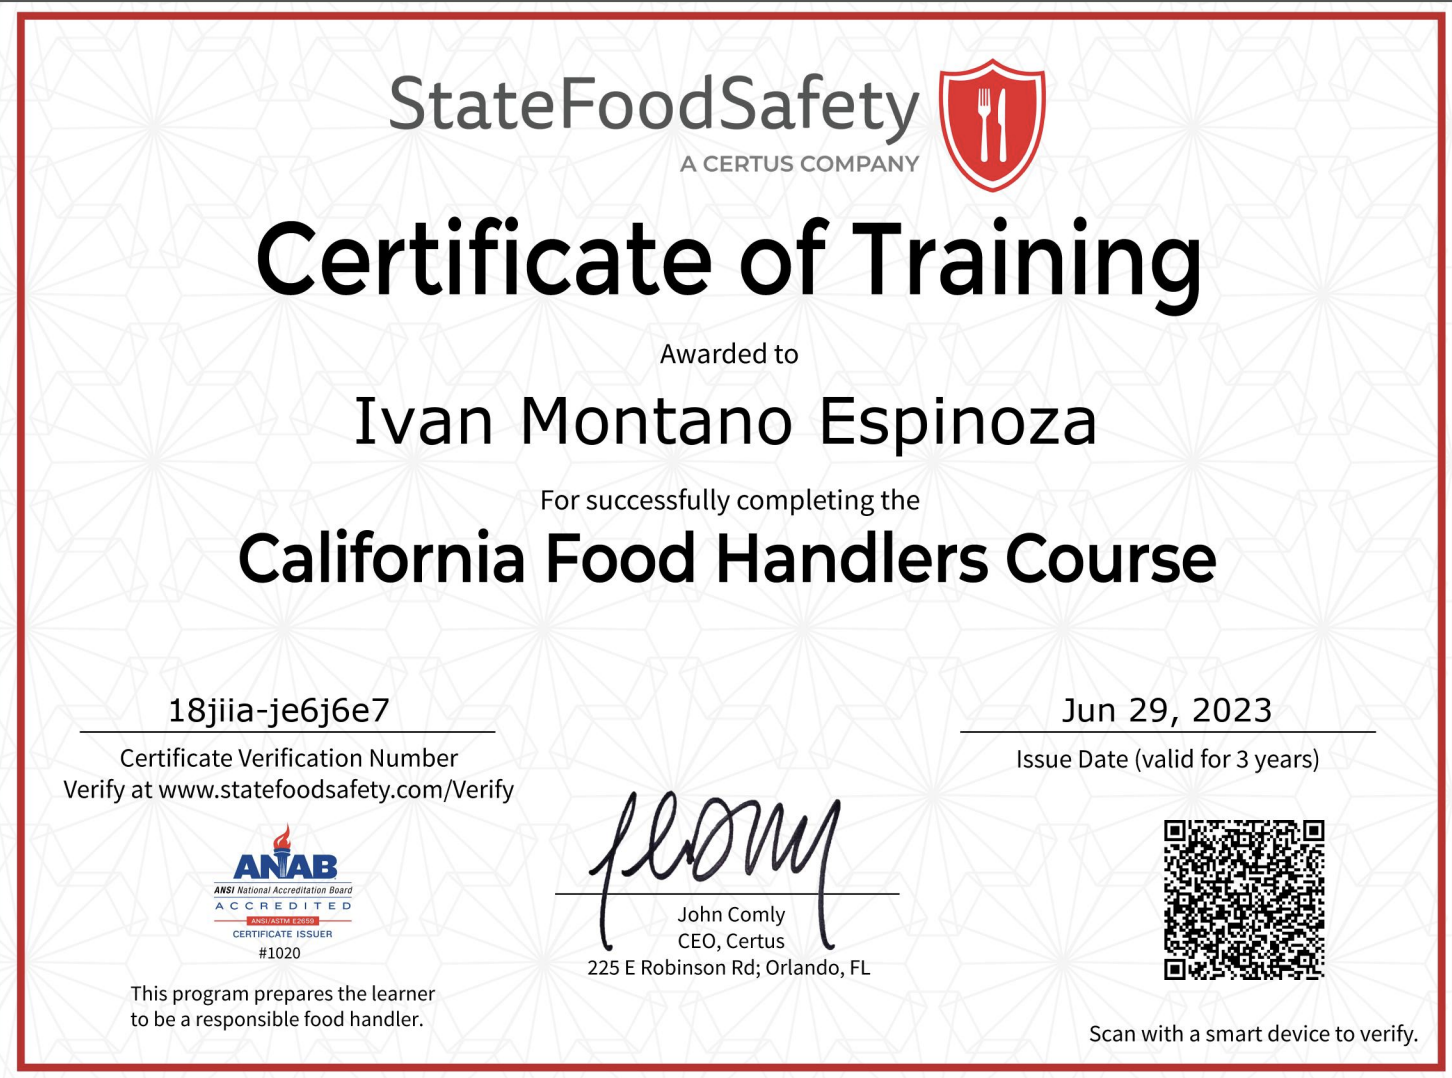 StateFoodSafety
A CERTUS COMPANY
Certificate of Training
Awarded to
Ivan Montano Espinoza
For successfully completing the
California Food Handlers Course
18jiia-je6j6e7
Certificate Verification Number
Verify at www.statefoodsafety.com/Verify
Jun 29, 2023
Issue Date (valid for 3 years)
ANAB
ANSI National Accreditation Board
ACCREDITED
ANSI/ASTM E2659
CERTIFICATE ISSUER
#1020
This program prepares the learner
to be a responsible food handler.
John Comly
CEO, Certus
225 E Robinson Rd; Orlando, FL
Scan with a smart device to verify.